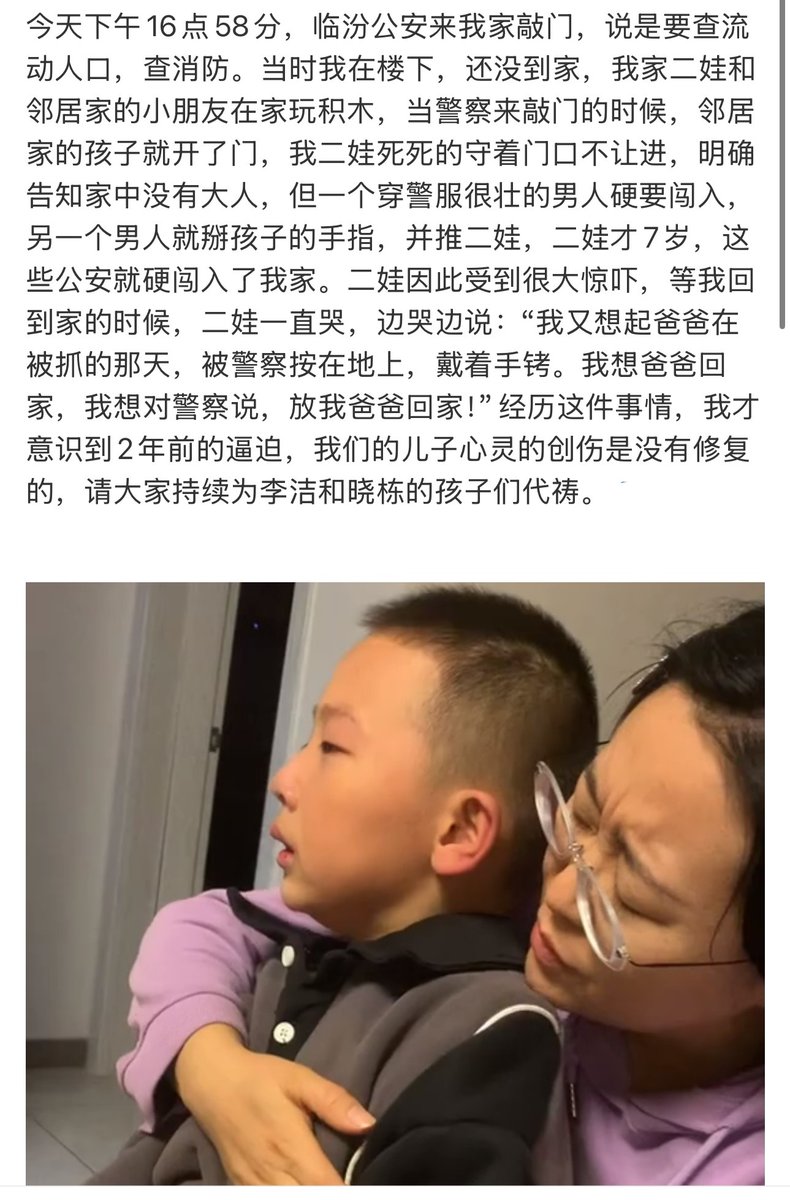 今天下午16点58分，临汾公安来我家敲门，说是要查流
动人口，查消防。当时我在楼下，还没到家，我家二娃和
邻居家的小朋友在家玩积木，当警察来敲门的时候，邻居
家的孩子就开了门，我二娃死死的守着门口不让进，明确
告知家中没有大人，但一个穿警服很壮的男人硬要闯入，
另一个男人就掰孩子的手指，并推二娃，二娃才7岁，这
些公安就硬闯入了我家。二娃因此受到很大惊吓，等我回
到家的时候，二娃一直哭，边哭边说：“我又想起爸爸在
被抓的那天，被警察按在地上，戴着手铐。我想爸爸回
家，我想对警察说，放我爸爸回家！”经历这件事情，我才
意识到2年前的逼迫，我们的儿子心灵的创伤是没有修复
的，请大家持续为李洁和晓栋的孩子们代祷。